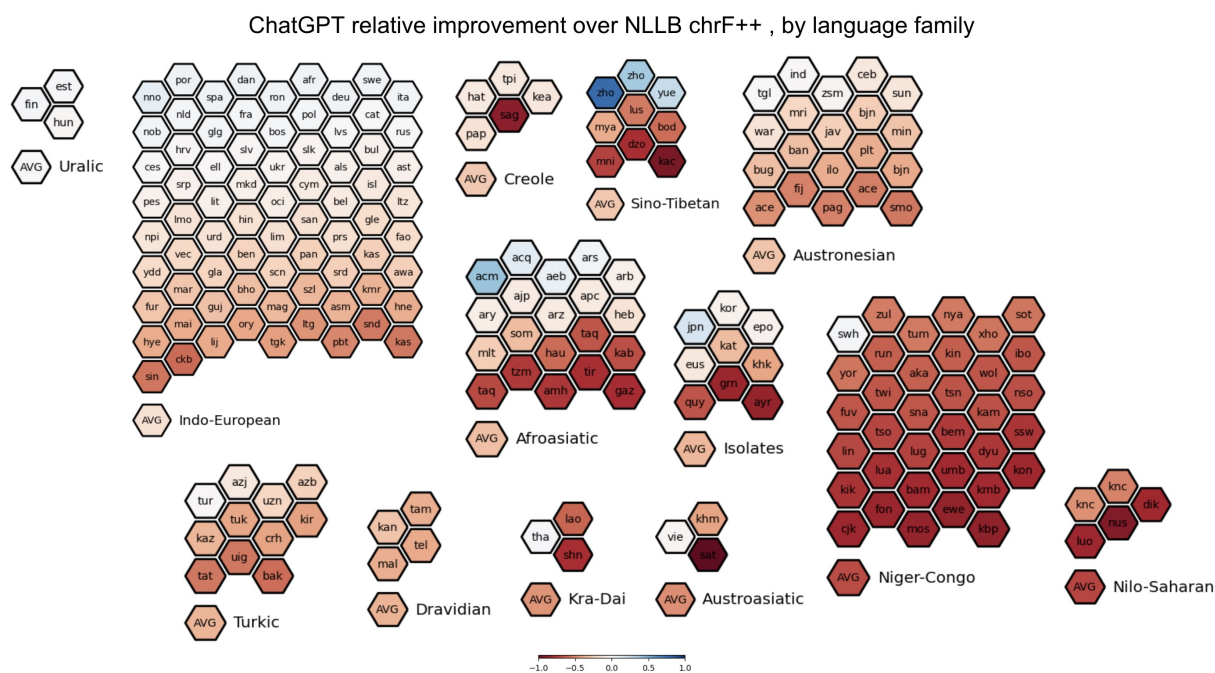 ChatGPT relative improvement over NLLB chrF++ , by language family
est
fin
hun
AVG Uralic
por dan afr swe
nno spa ron deu ita
nld fra pol cat
nob glg bos lvs rus
hrv slv slk bul
ces ell ukr als ast
srp mkd cym isl
pes lit oci bel ltz
lmo hin san gle
npi urd lim prs fao
vec ben pan kas
ydd gla scn srd awa
mar bho szl kmr
fur guj mag asm hne
mai ory ltg snd
hye lij tgk pbt kas
ckb
sin
AVG Indo-European
tpi
hat kea
sag
pap
AVG Creole
zho
zho yue
lus
mya bod
dzo
mni kac
AVG Sino-Tibetan
ind ceb
tgl zsm sun
mri bjn
war jav min
ban plt
bug ilo bjn
fij ace
ace pag smo
AVG Austronesian
acq ars
acm aeb arb
ajp apc
ary arz heb
som taq
mlt hau kab
tzm tir
taq amh gaz
AVG Afroasiatic
kor
jpn epo
kat
eus khk
grn
quy ayr
AVG Isolates
zul nya sot
swh tum xho
run kin ibo
yor aka wol
twi tsn nso
fuv sna kam
tso bem ssw
lin lug dyu
lua umb kon
kik bam kmb
fon ewe
cjk mos kbp
AVG Niger-Congo
knc
knc dik
nus
luo
AVG Nilo-Saharan
azj azb
tur uzn
tuk kir
kaz crh
uig
tat bak
AVG Turkic
tam
kan
tel
mal
AVG Dravidian
lao
tha
shn
AVG Kra-Dai
khm
vie
sat
AVG Austroasiatic
−1.0 −0.5 0.0 0.5 1.0